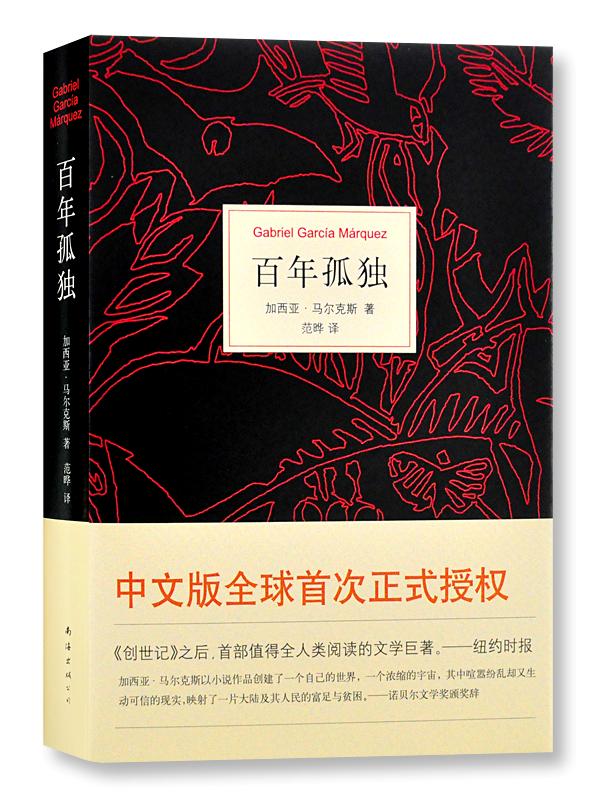 Gabriel
García
Márquez
百年孤独
加西亚·马尔克斯 著 范晔 译
南海出版公司
Gabriel García Márquez
百年孤独
加西亚·马尔克斯 著
范晔 译
中文版全球首次正式授权
《创世记》之后，首部值得全人类阅读的文学巨著。——纽约时报
加西亚·马尔克斯以小说作品创建了一个自己的世界，一个浓缩的宇宙，其中喧嚣纷乱却又生
动可信的现实，映射了一片大陆及其人民的富足与贫困。——诺贝尔文学奖颁奖辞